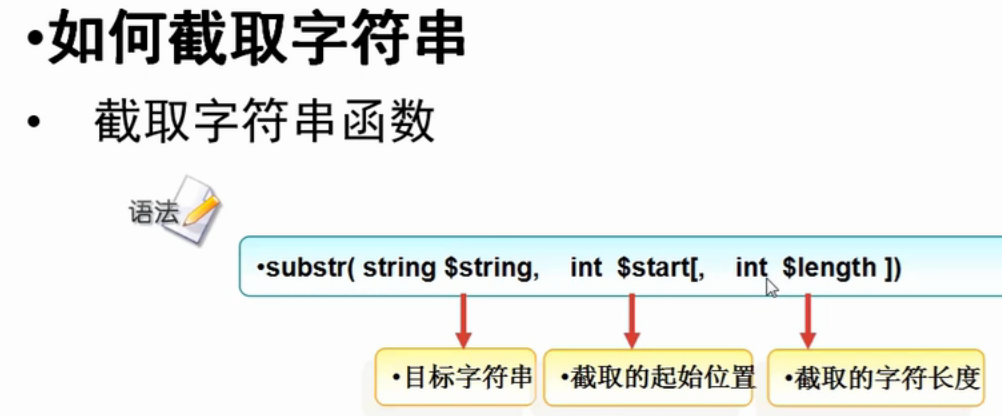 •如何截取字符串
• 截取字符串函数
语法
•substr( string $string, int $start[, int $length ])
•目标字符串 •截取的起始位置 •截取的字符长度